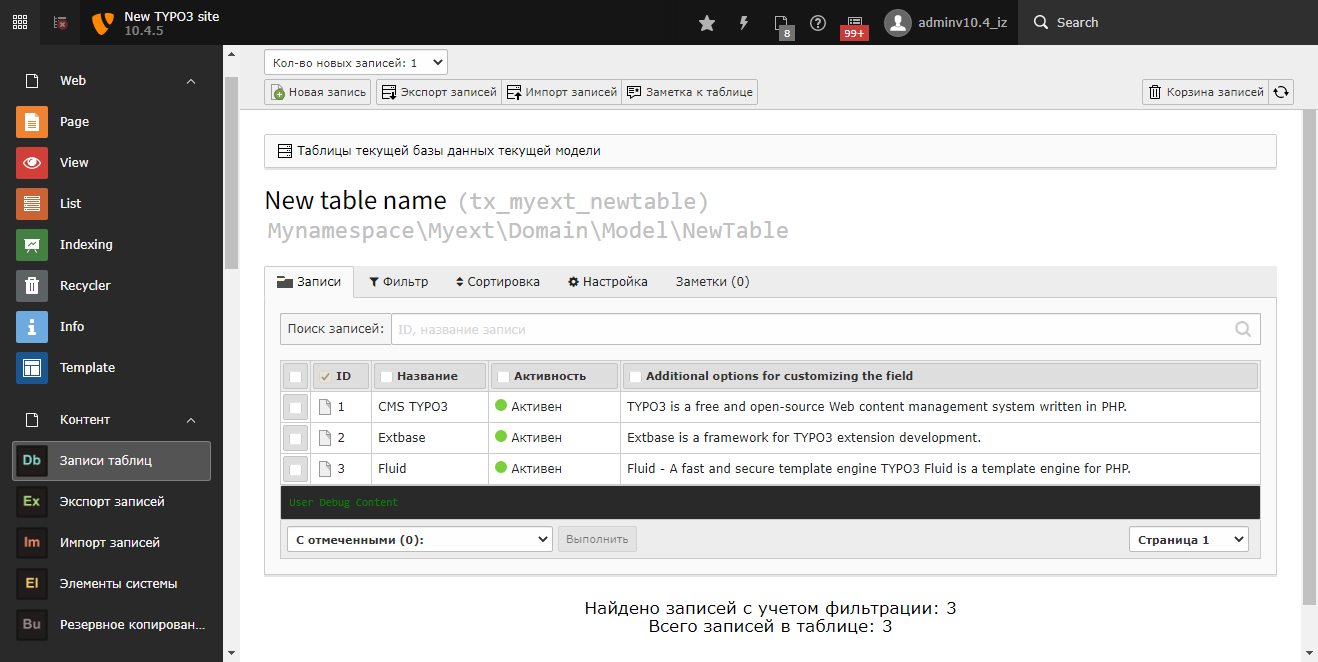 New TYPO3 site
10.4.5
8
99+
adminv10.4_iz
Search
Web
Page
View
List
Indexing
Recycler
Info
Template
Контент
Db Записи таблиц
Ex Экспорт записей
Im Импорт записей
El Элементы системы
Bu Резервное копирован...
Кол-во новых записей: 1
Новая запись
Экспорт записей
Импорт записей
Заметка к таблице
Корзина записей
Таблицы текущей базы данных текущей модели
New table name (tx_myext_newtable)
Mynamespace\Myext\Domain\Model\NewTable
Записи Фильтр Сортировка Настройка Заметки (0)
Поиск записей: ID, название записи
ID Название Активность Additional options for customizing the field
1 CMS TYPO3 Активен TYPO3 is a free and open-source Web content management system written in PHP.
2 Extbase Активен Extbase is a framework for TYPO3 extension development.
3 Fluid Активен Fluid - A fast and secure template engine TYPO3 Fluid is a template engine for PHP.
User Debug Content
С отмеченными (0): Выполнить Страница 1
Найдено записей с учетом фильтрации: 3
Всего записей в таблице: 3